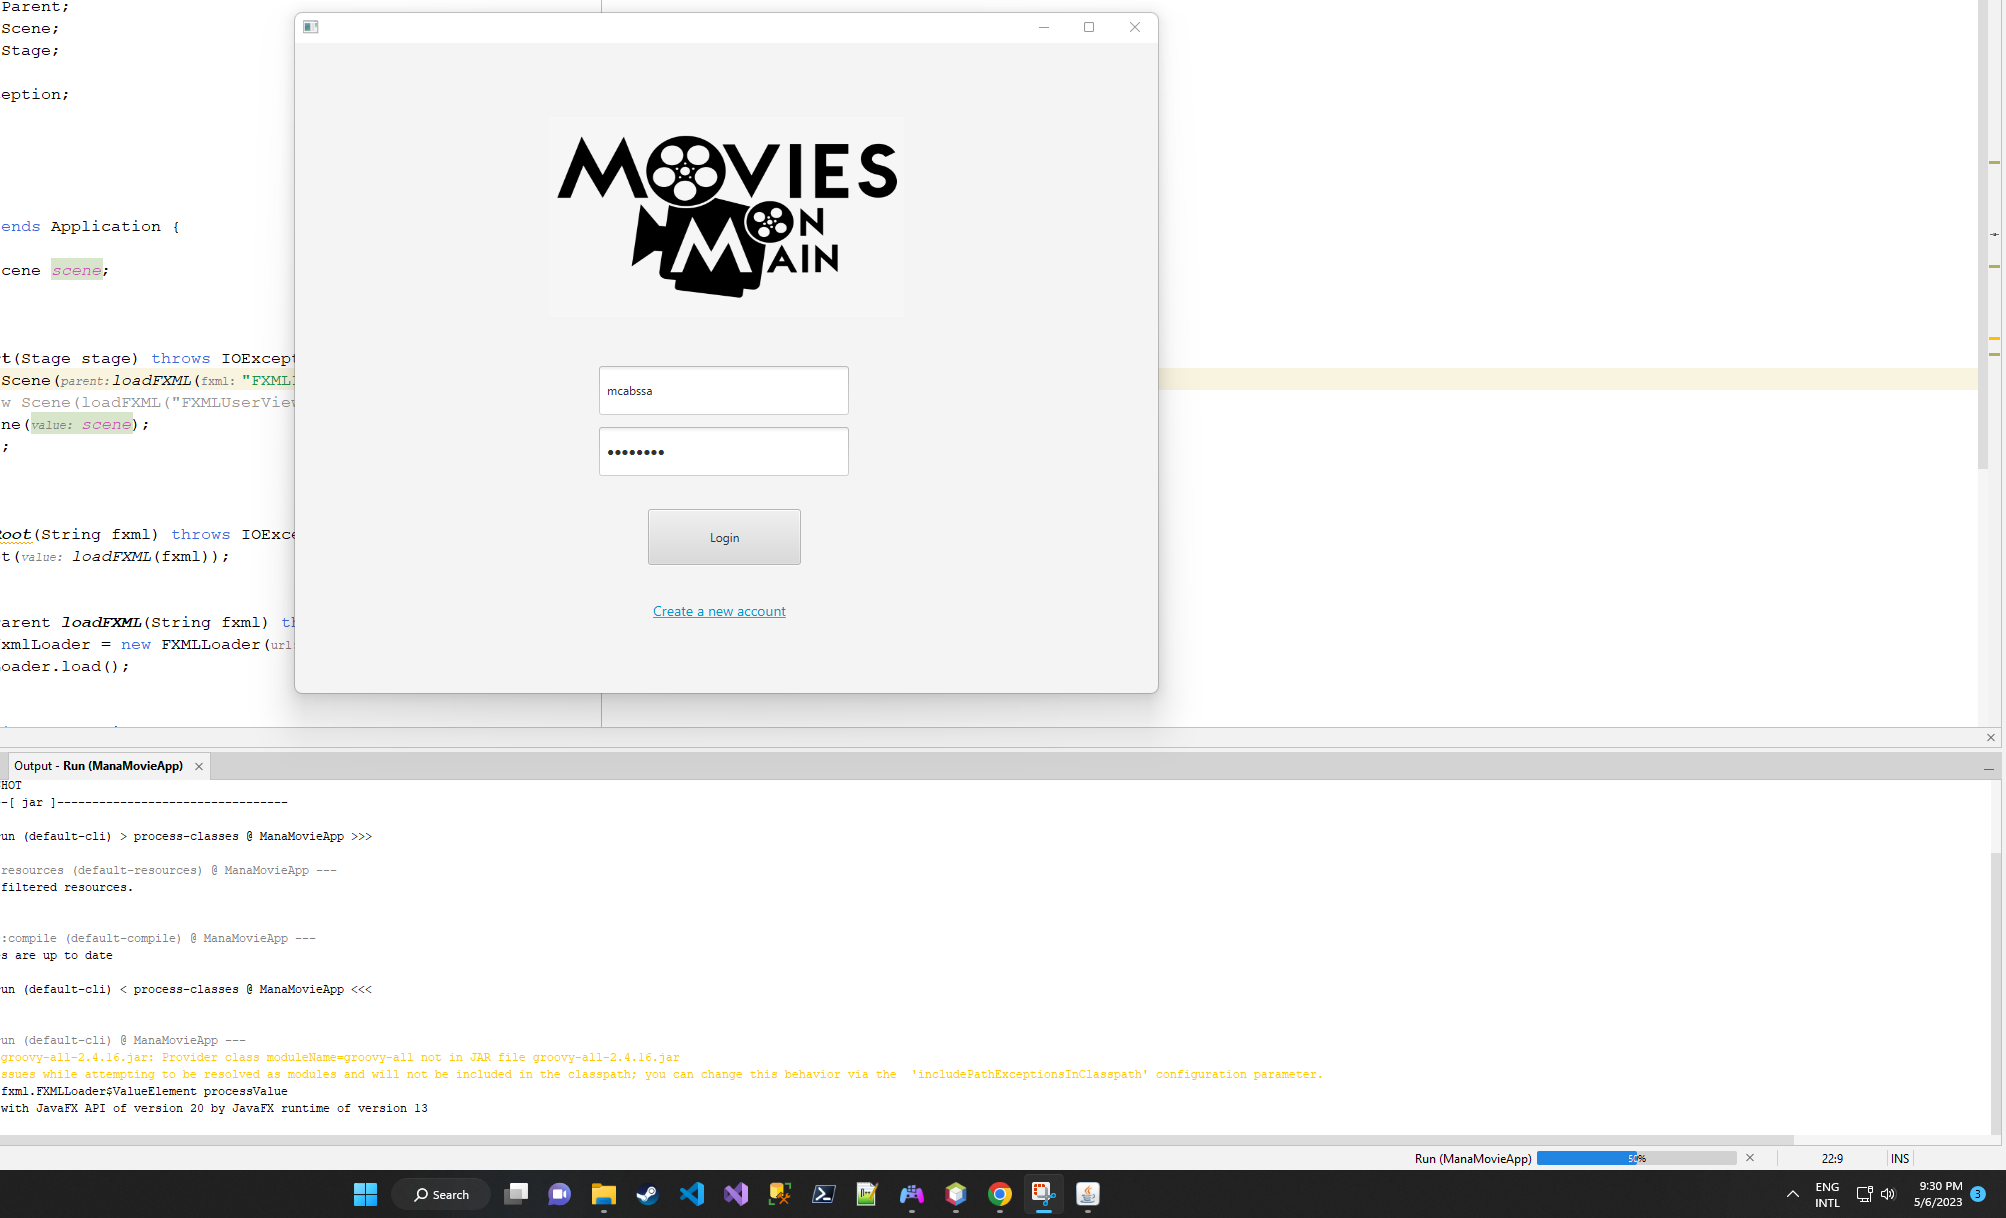 Parent;
Scene;
Stage;
eption;
ends Application {
cene scene;
t(Stage stage) throws IOExcept
Scene(parent: loadFXML(fxml: "FXML
w Scene(loadFXML("FXMLUserView
ne(value: scene);
;
Root(String fxml) throws IOExce
t(value: loadFXML(fxml));
arent loadFXML(String fxml) th
xmlLoader = new FXMLLoader(url:
oader.load();
MOVIES
ON
MAIN
mcabssa
••••••••
Login
Create a new account
Output - Run (ManaMovieApp)
SHOT
-[ jar ]---------------------------------
un (default-cli) > process-classes @ ManaMovieApp >>>
resources (default-resources) @ ManaMovieApp ---
filtered resources.
:compile (default-compile) @ ManaMovieApp ---
s are up to date
un (default-cli) < process-classes @ ManaMovieApp <<<
un (default-cli) @ ManaMovieApp ---
groovy-all-2.4.16.jar: Provider class moduleName=groovy-all not in JAR file groovy-all-2.4.16.jar
ssues while attempting to be resolved as modules and will not be included in the classpath; you can change this behavior via the 'includePathExceptionsInClasspath' configuration parameter.
fxml.FXMLLoader$ValueElement processValue
with JavaFX API of version 20 by JavaFX runtime of version 13
Run (ManaMovieApp) 50% 22:9 INS
Search
ENG
INTL
9:30 PM
5/6/2023
3